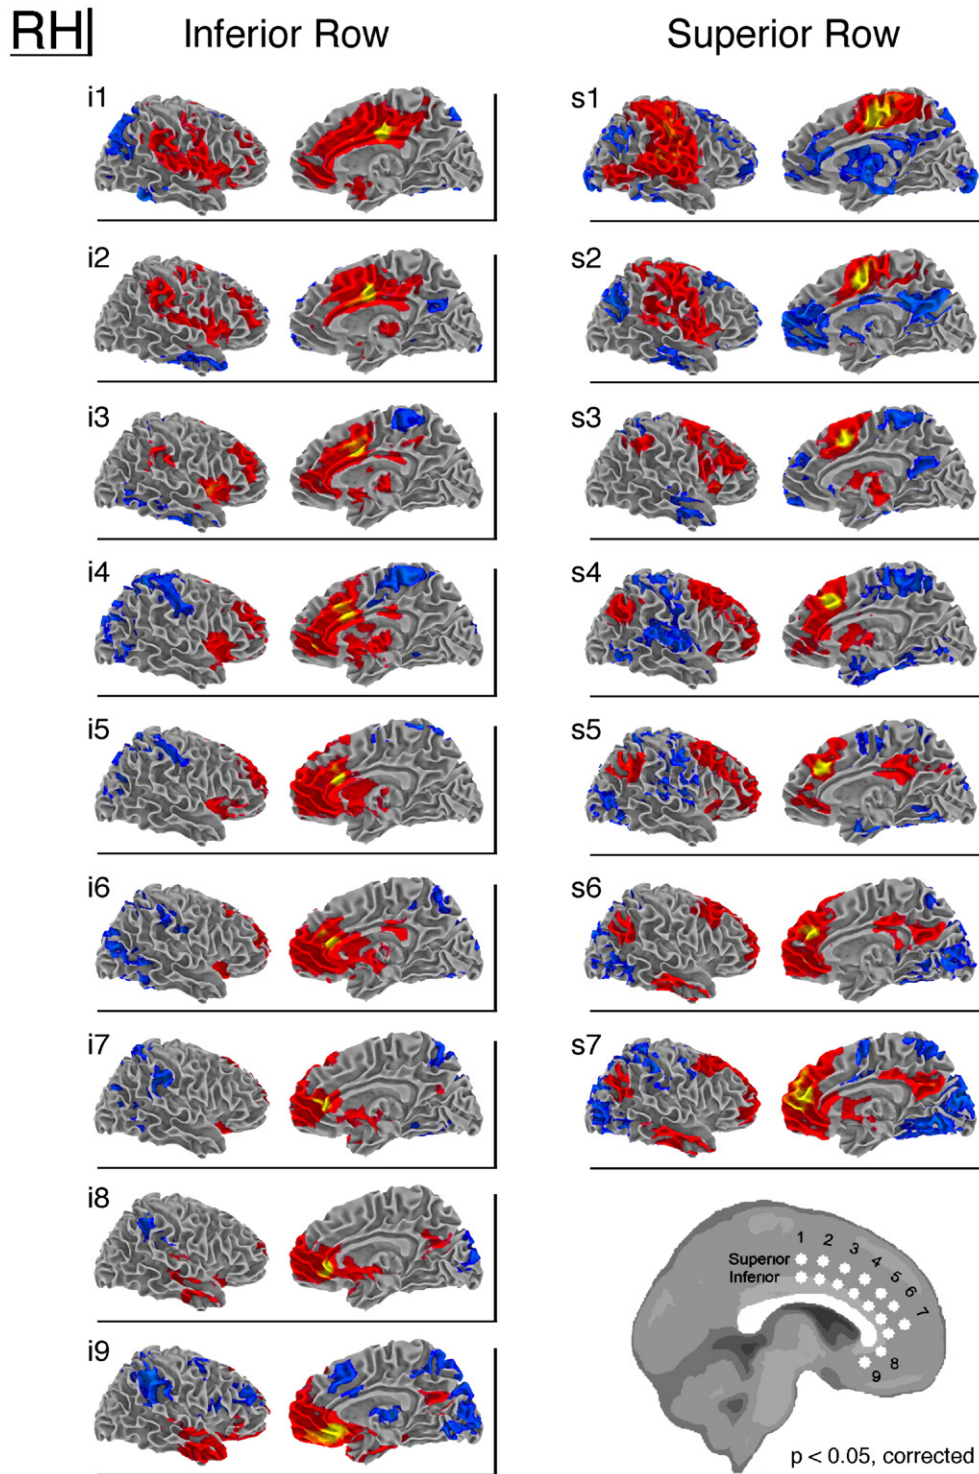 RH
Inferior Row
Superior Row
i1
s1
i2
s2
i3
s3
i4
s4
i5
s5
i6
s6
i7
s7
i8
i9
1 2 3 4 5 6 7
Superior
Inferior
8
9
p < 0.05, corrected